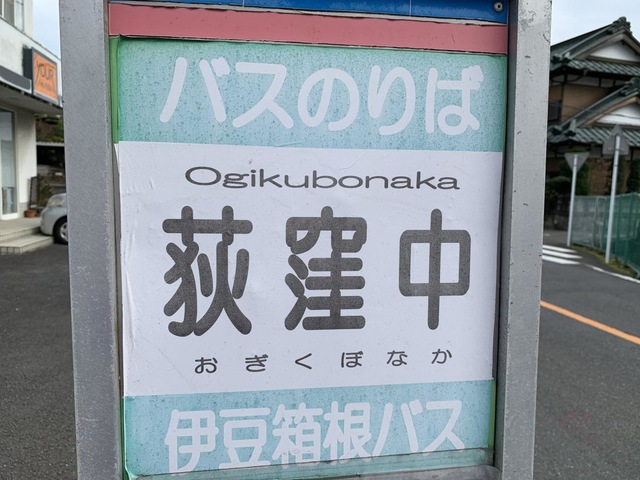 バスのりば
Ogikubonaka
荻窪中
おぎくぼなか
伊豆箱根バス
YOUR